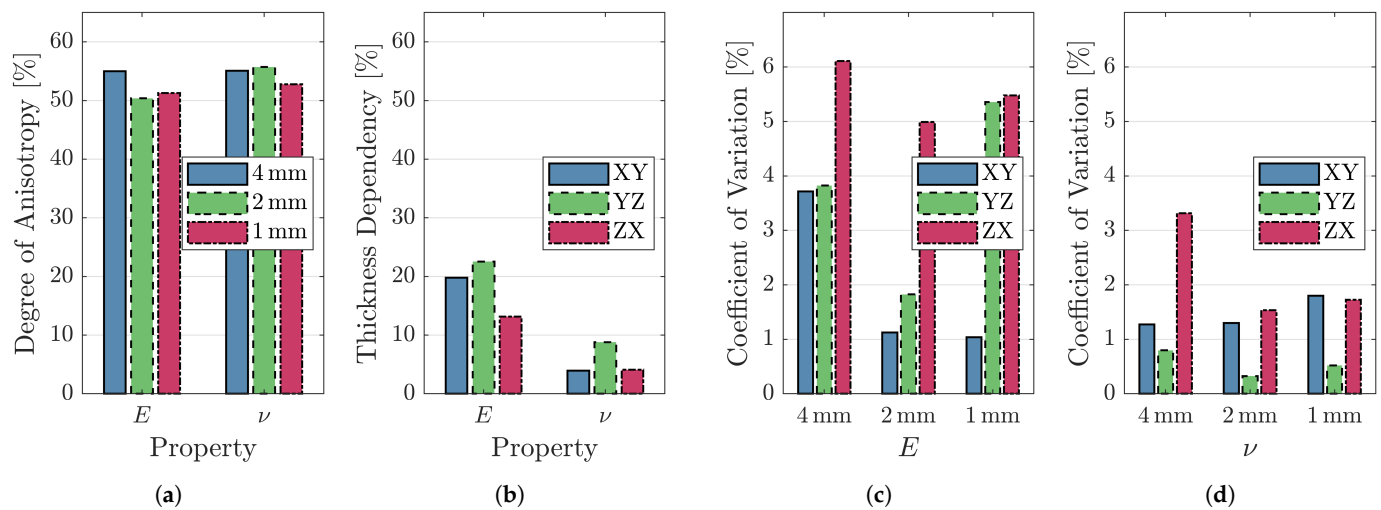 Degree of Anisotropy [%]
60
50
40
30
20
10
0
E
ν
Property
4 mm
2 mm
1 mm
(a)
Thickness Dependency [%]
60
50
40
30
20
10
0
E
ν
Property
XY
YZ
ZX
(b)
Coefficient of Variation [%]
6
5
4
3
2
1
0
4 mm
2 mm
1 mm
E
XY
YZ
ZX
(c)
Coefficient of Variation [%]
6
5
4
3
2
1
0
4 mm
2 mm
1 mm
ν
XY
YZ
ZX
(d)